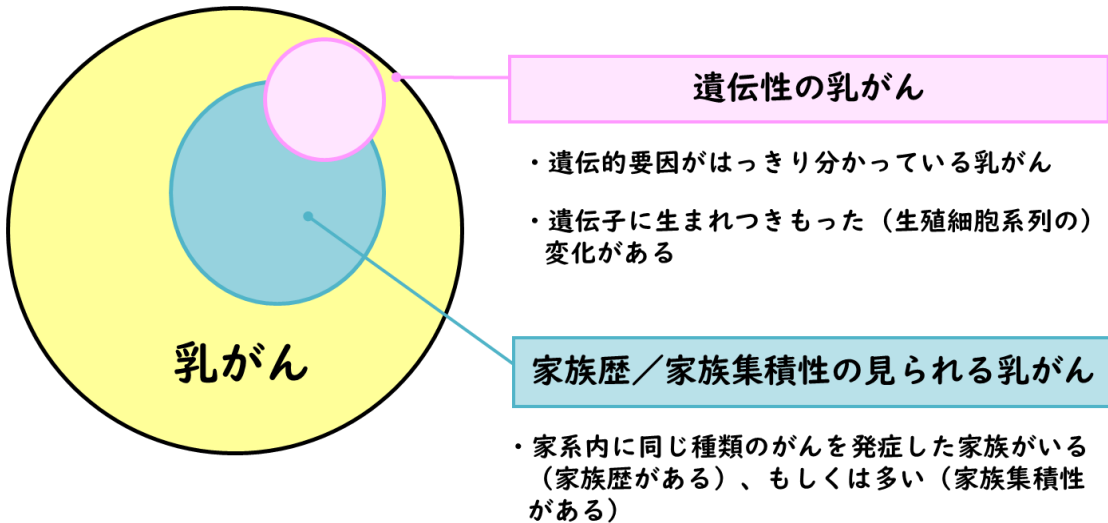 遺伝性の乳がん
・遺伝的要因がはっきり分かっている乳がん
・遺伝子に生まれつきもった（生殖細胞系列の）
変化がある
乳がん
家族歴／家族集積性の見られる乳がん
・家系内に同じ種類のがんを発症した家族がいる
（家族歴がある）、もしくは多い（家族集積性
がある）